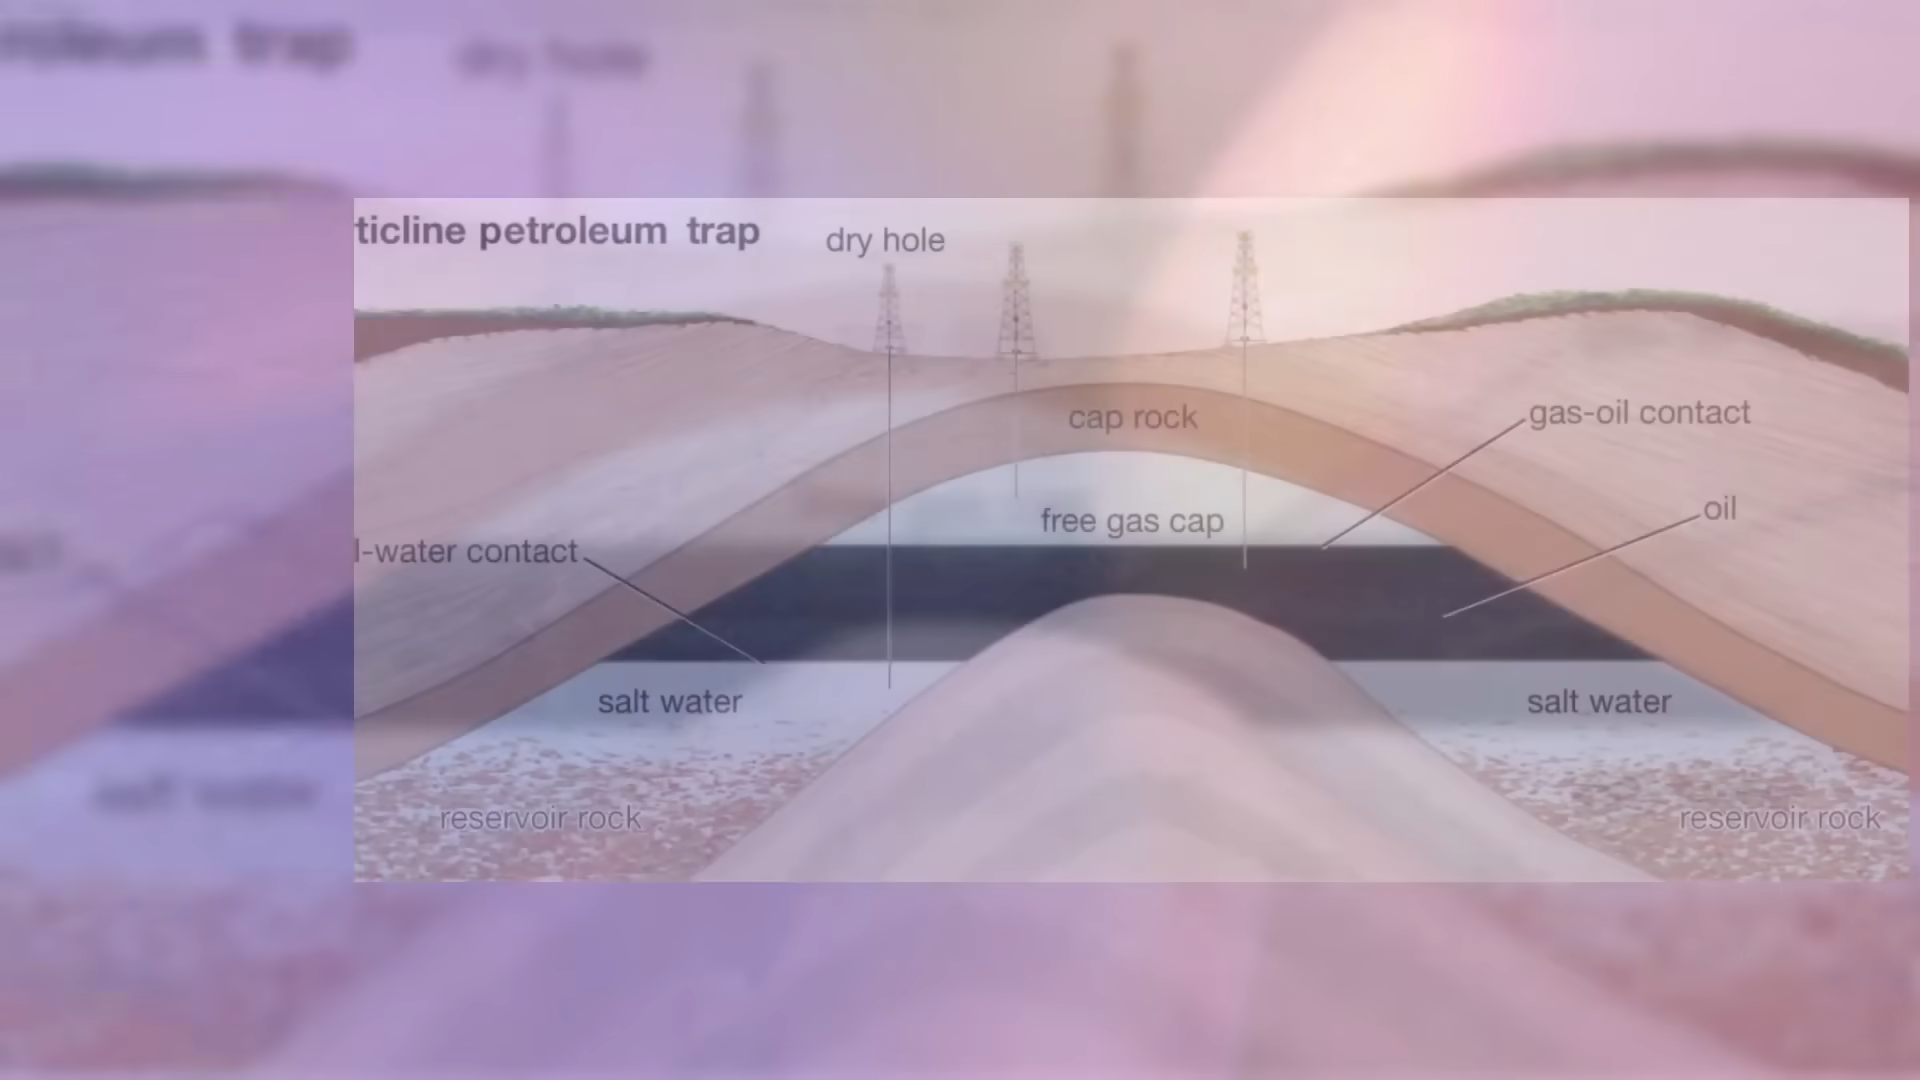 ticline petroleum trap
dry hole
cap rock
gas-oil contact
free gas cap
oil
l-water contact
salt water
salt water
reservoir rock
reservoir rock